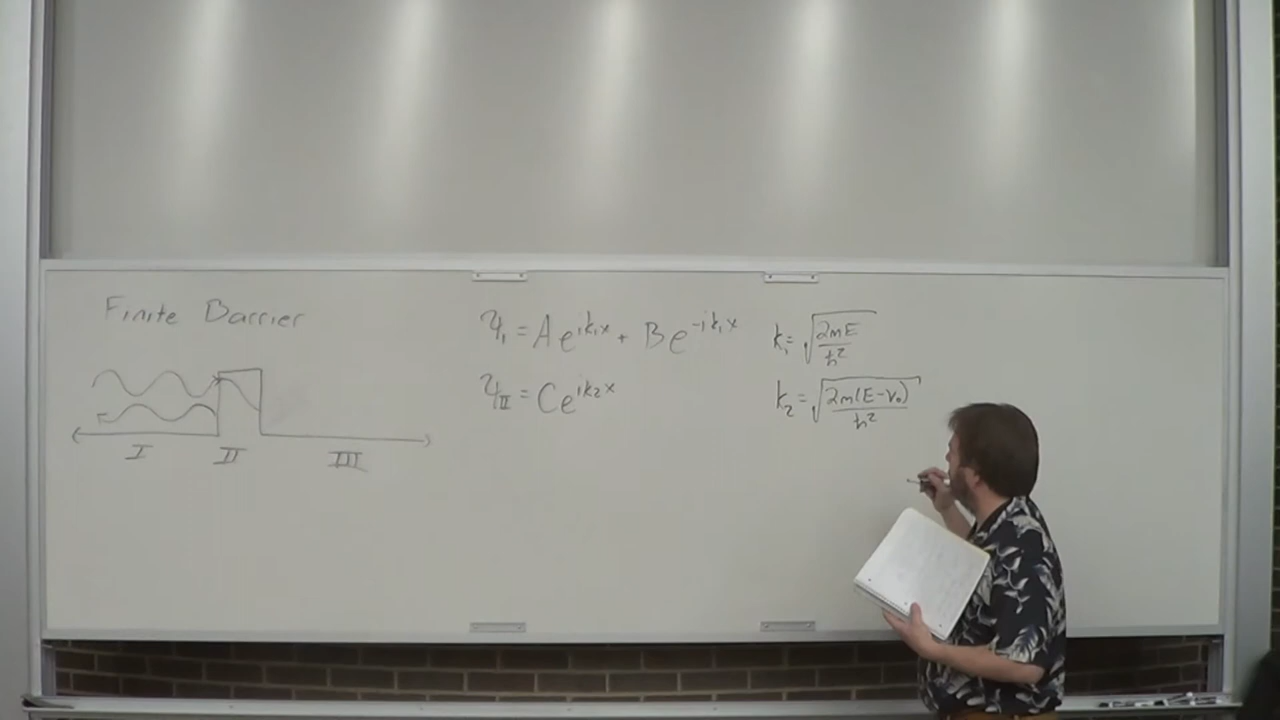 Finite Barrier
I II III
ψ₁ = Ae^{ik₁x} + Be^{-ik₁x} k₁ = √(2mE/ħ²)
ψ_II = Ce^{ik₂x} k₂ = √(2m(E-V₀)/ħ²)